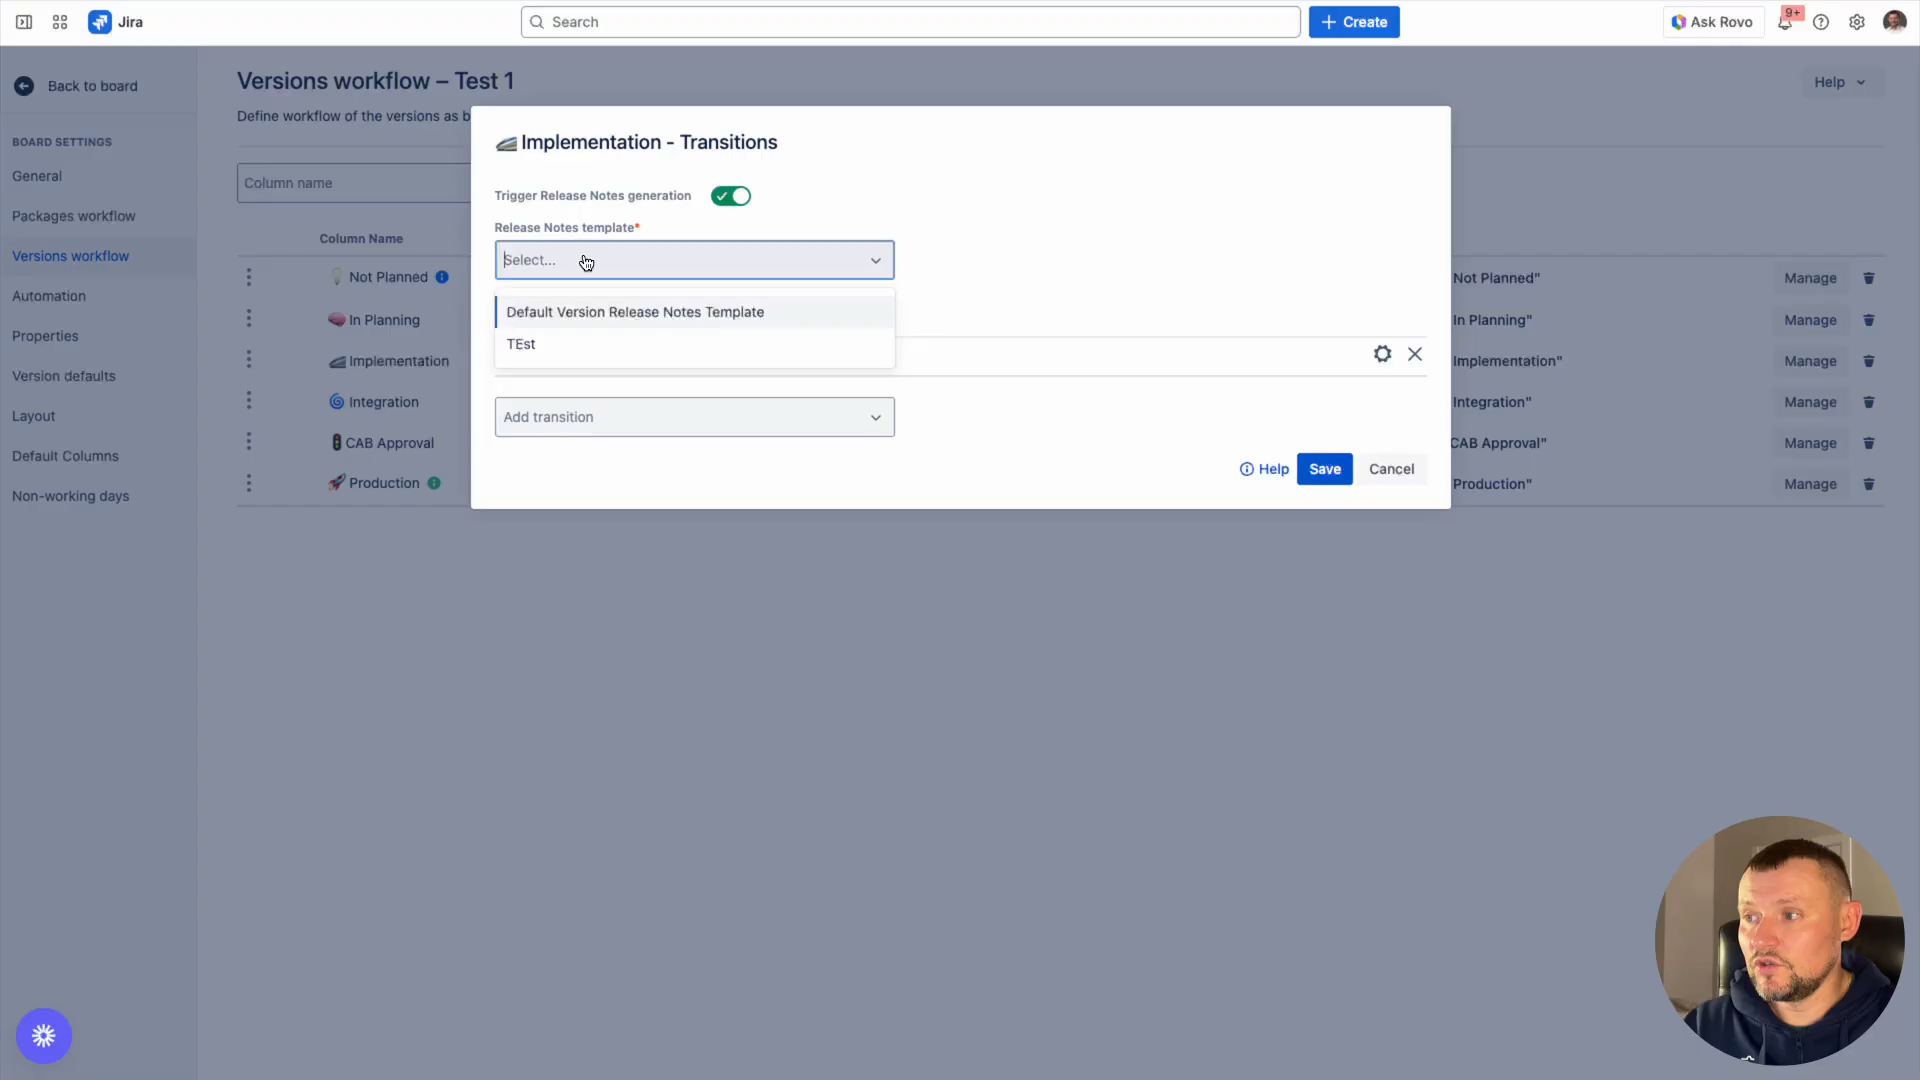 Jira
Search
Create
Ask Rovo
9+
Back to board
Versions workflow – Test 1
Help
Define workflow of the versions as b
BOARD SETTINGS
General
Packages workflow
Versions workflow
Automation
Properties
Version defaults
Layout
Default Columns
Non-working days
Column name
Column Name
Not Planned
In Planning
Implementation
Integration
CAB Approval
Production
Implementation - Transitions
Trigger Release Notes generation
Release Notes template*
Select...
Default Version Release Notes Template
TEst
Add transition
Help
Save
Cancel
Not Planned"
Manage
In Planning"
Manage
Implementation"
Manage
Integration"
Manage
CAB Approval"
Manage
Production"
Manage